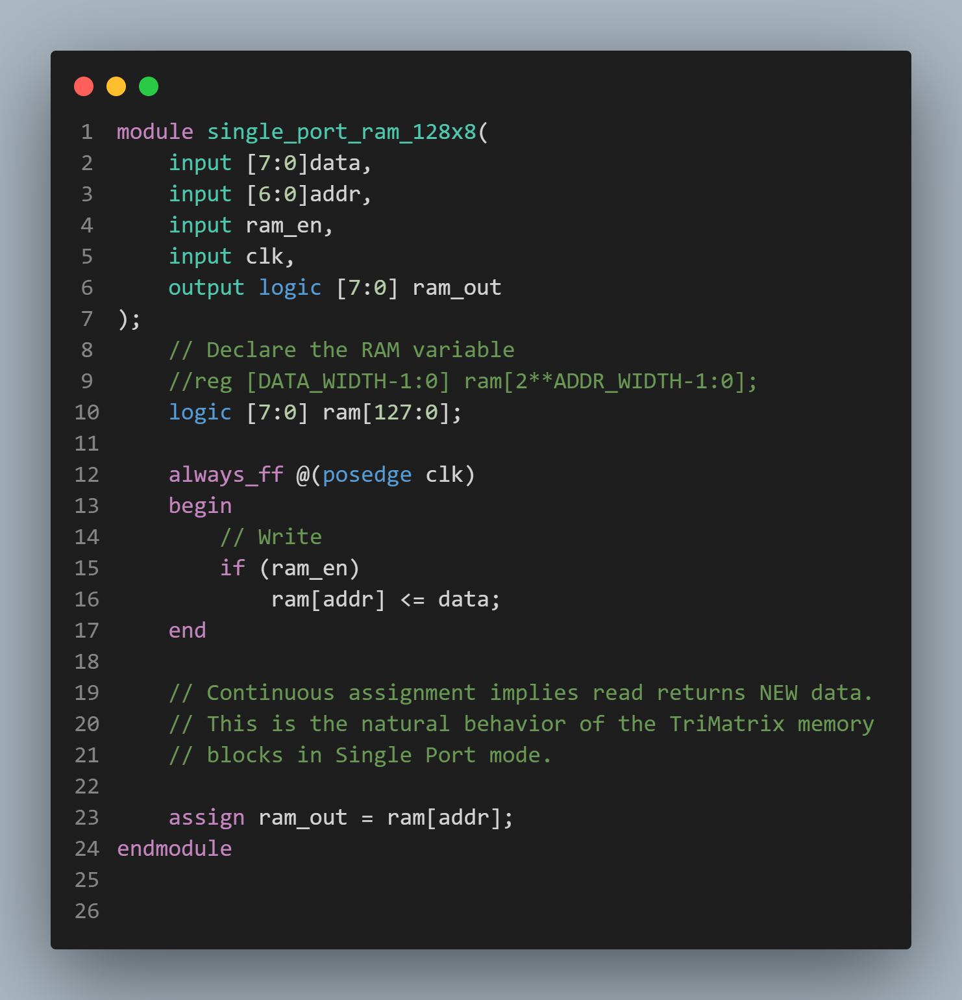 1 module single_port_ram_128x8(
2     input [7:0]data,
3     input [6:0]addr,
4     input ram_en,
5     input clk,
6     output logic [7:0] ram_out
7 );
8     // Declare the RAM variable
9     //reg [DATA_WIDTH-1:0] ram[2**ADDR_WIDTH-1:0];
10     logic [7:0] ram[127:0];
11
12     always_ff @(posedge clk)
13     begin
14         // Write
15         if (ram_en)
16             ram[addr] <= data;
17     end
18
19     // Continuous assignment implies read returns NEW data.
20     // This is the natural behavior of the TriMatrix memory
21     // blocks in Single Port mode.
22
23     assign ram_out = ram[addr];
24 endmodule
25
26